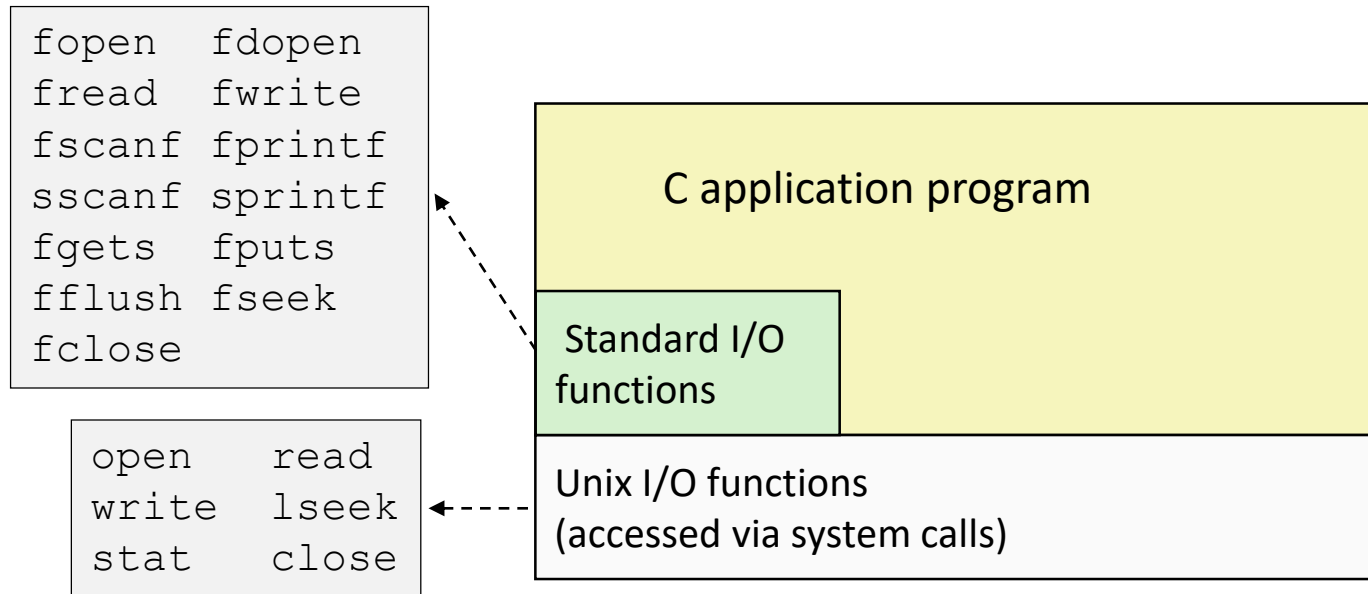 fopen fdopen
fread fwrite
fscanf fprintf
sscanf sprintf
fgets fputs
fflush fseek
fclose
C application program
Standard I/O
functions
open read
write lseek
stat close
Unix I/O functions
(accessed via system calls)